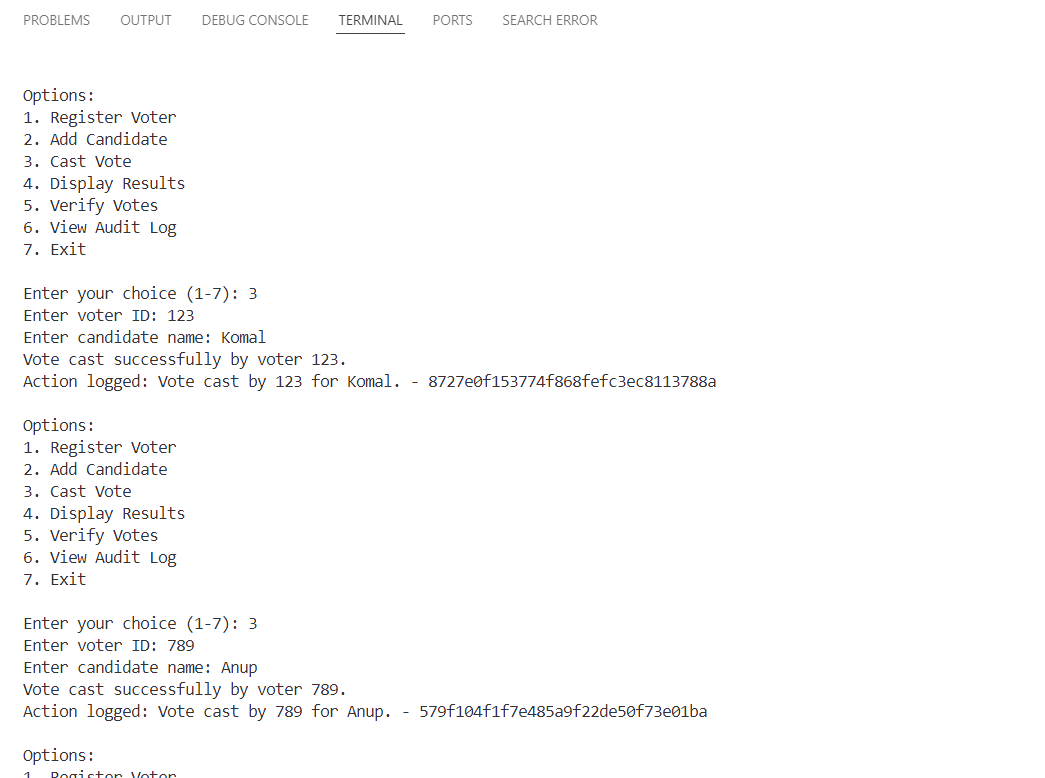 PROBLEMS OUTPUT DEBUG CONSOLE TERMINAL PORTS SEARCH ERROR
Options:
1. Register Voter
2. Add Candidate
3. Cast Vote
4. Display Results
5. Verify Votes
6. View Audit Log
7. Exit
Enter your choice (1-7): 3
Enter voter ID: 123
Enter candidate name: Komal
Vote cast successfully by voter 123.
Action logged: Vote cast by 123 for Komal. - 8727e0f153774f868fefc3ec8113788a
Options:
1. Register Voter
2. Add Candidate
3. Cast Vote
4. Display Results
5. Verify Votes
6. View Audit Log
7. Exit
Enter your choice (1-7): 3
Enter voter ID: 789
Enter candidate name: Anup
Vote cast successfully by voter 789.
Action logged: Vote cast by 789 for Anup. - 579f104f1f7e485a9f22de50f73e01ba
Options:
1. Register Voter